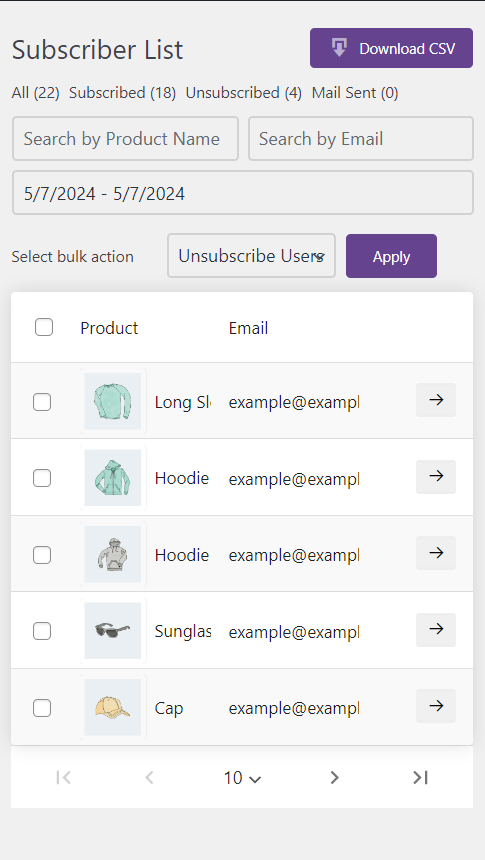 Subscriber List
Download CSV
All (22) Subscribed (18) Unsubscribed (4) Mail Sent (0)
Search by Product Name
Search by Email
5/7/2024 - 5/7/2024
Select bulk action
Unsubscribe Users
Apply
Product Email
Long Sl example@exampl
Hoodie example@exampl
Hoodie example@exampl
Sunglas example@exampl
Cap example@exampl
10